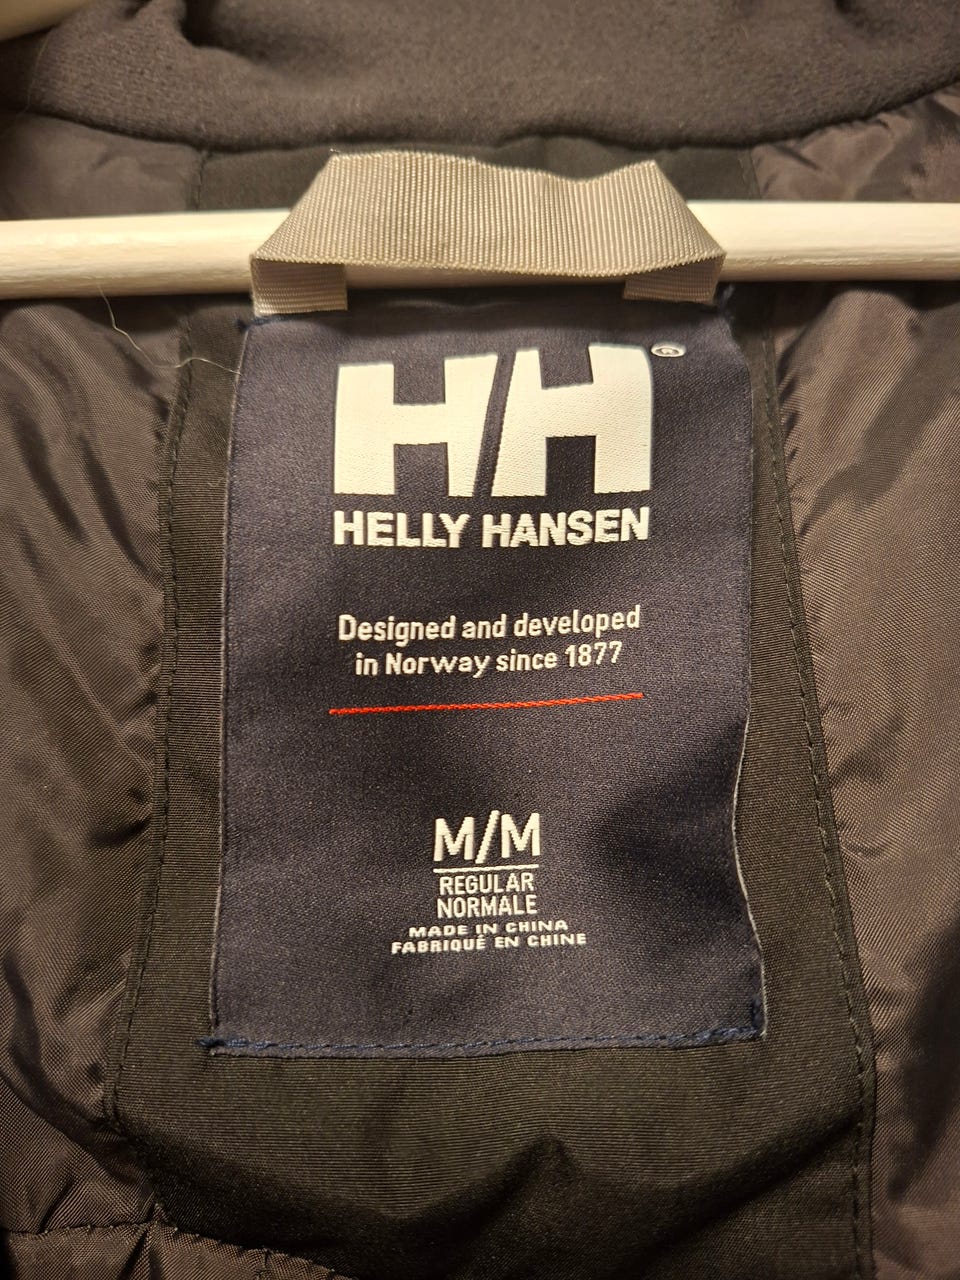 HH®
HELLY HANSEN
Designed and developed
in Norway since 1877
M/M
REGULAR
NORMALE
MADE IN CHINA
FABRIQUÉ EN CHINE